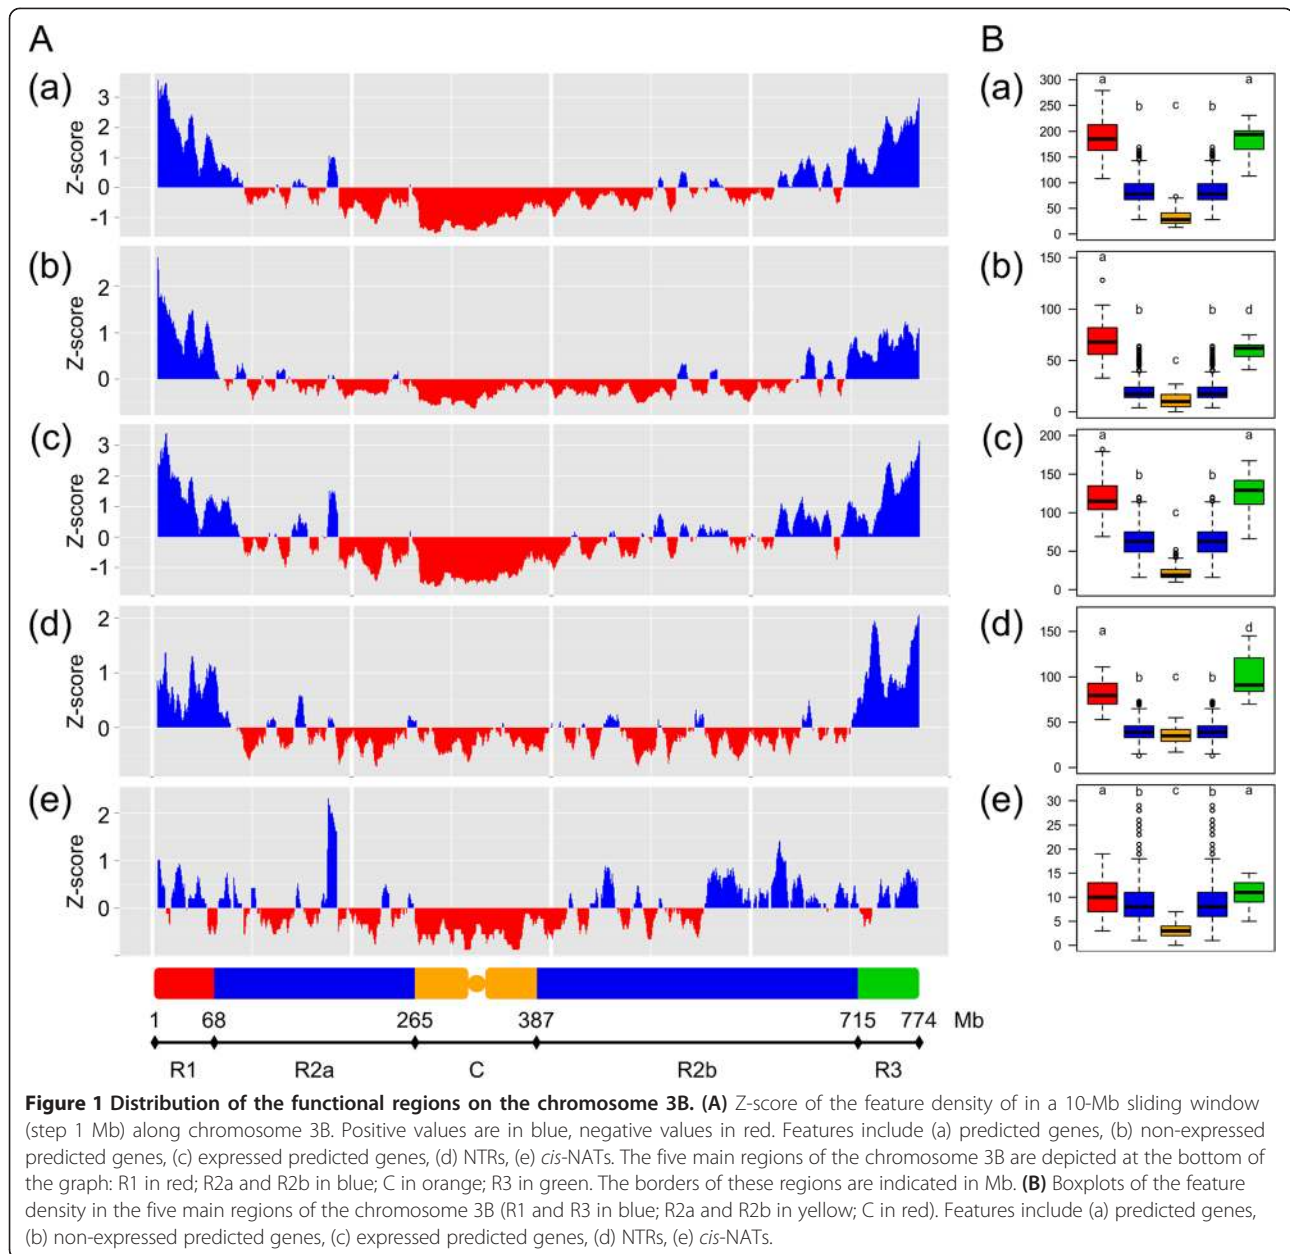 A
B
(a)
Z-score
3
2
1
0
-1
(b)
Z-score
2
1
0
(c)
Z-score
3
2
1
0
-1
(d)
Z-score
2
1
0
(e)
Z-score
2
1
0
1 68 265 387 715 774 Mb
R1 R2a C R2b R3
(a)
300
250
200
150
100
50
0
a b c b a
(b)
150
100
50
0
a b c b d
(c)
200
150
100
50
0
a b c b a
(d)
150
100
50
0
a b c b d
(e)
30
25
20
15
10
5
0
a b c b a
Figure 1 Distribution of the functional regions on the chromosome 3B. (A) Z-score of the feature density of in a 10-Mb sliding window
(step 1 Mb) along chromosome 3B. Positive values are in blue, negative values in red. Features include (a) predicted genes, (b) non-expressed
predicted genes, (c) expressed predicted genes, (d) NTRs, (e) cis-NATs. The five main regions of the chromosome 3B are depicted at the bottom of
the graph: R1 in red; R2a and R2b in blue; C in orange; R3 in green. The borders of these regions are indicated in Mb. (B) Boxplots of the feature
density in the five main regions of the chromosome 3B (R1 and R3 in blue; R2a and R2b in yellow; C in red). Features include (a) predicted genes,
(b) non-expressed predicted genes, (c) expressed predicted genes, (d) NTRs, (e) cis-NATs.